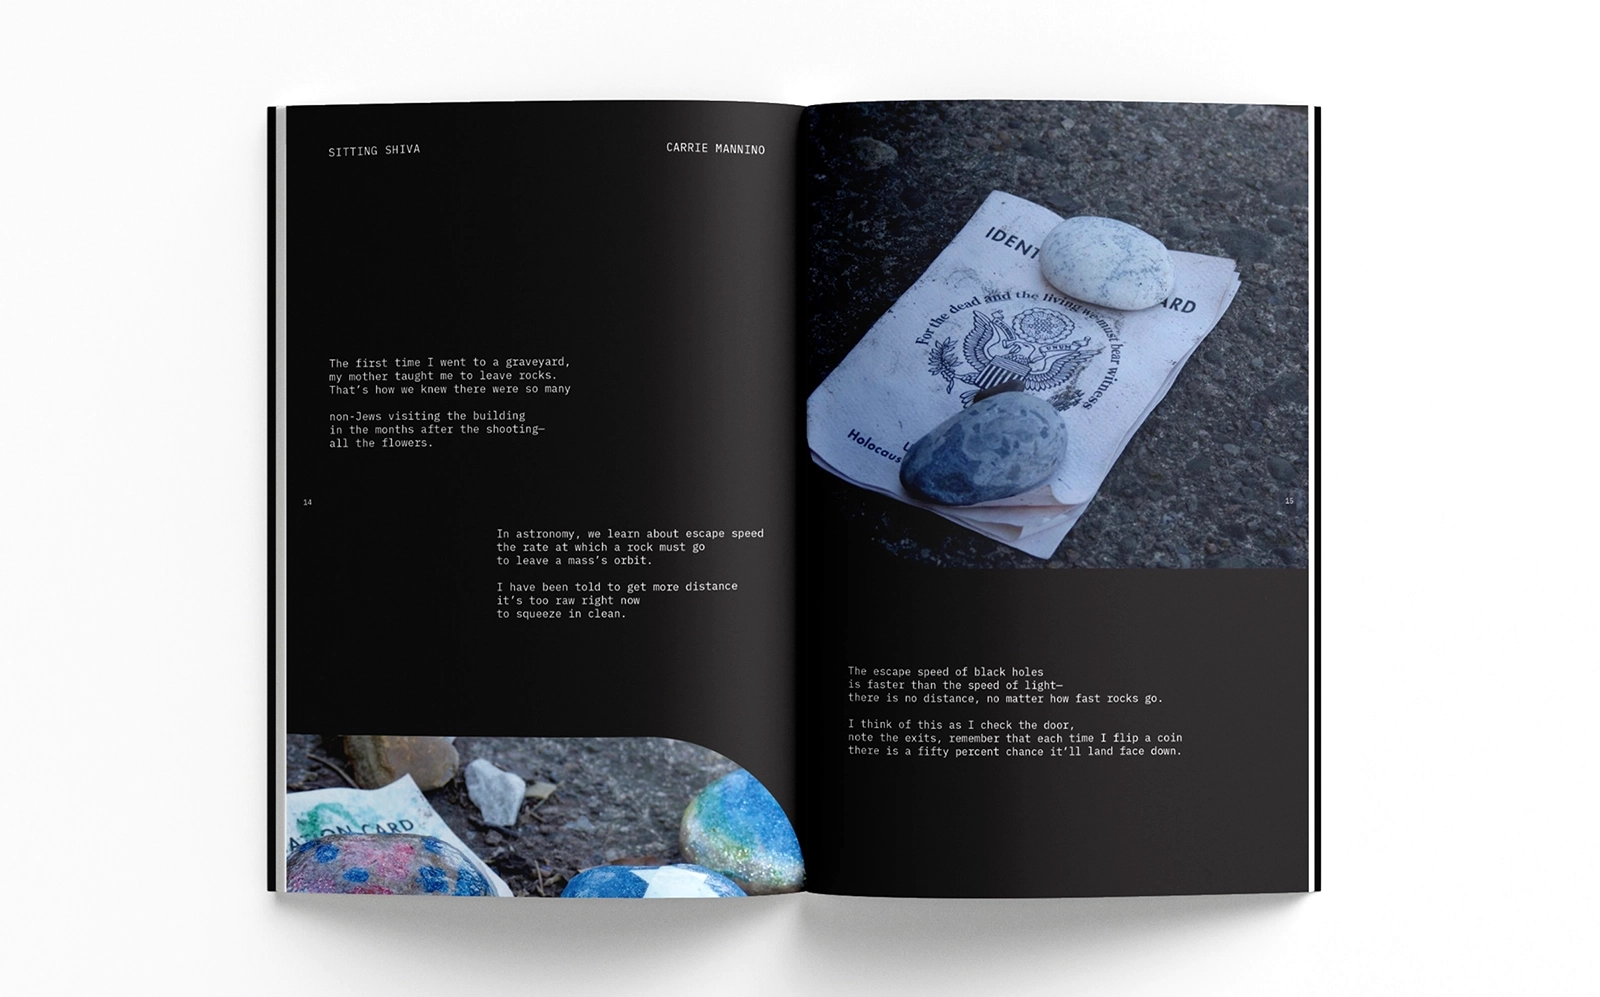 SITTING SHIVA
CARRIE MANNINO
The first time I went to a graveyard,
my mother taught me to leave rocks.
That's how we knew there were so many
non-Jews visiting the building
in the months after the shooting—
all the flowers.
14
In astronomy, we learn about escape speed
the rate at which a rock must go
to leave a mass's orbit.
I have been told to get more distance
it's too raw right now
to squeeze in clean.
ON CARD
IDENT
ARD
For the dead and the living we must bear witness
UNUM
Holocaus
15
The escape speed of black holes
is faster than the speed of light—
there is no distance, no matter how fast rocks go.
I think of this as I check the door,
note the exits, remember that each time I flip a coin
there is a fifty percent chance it'll land face down.